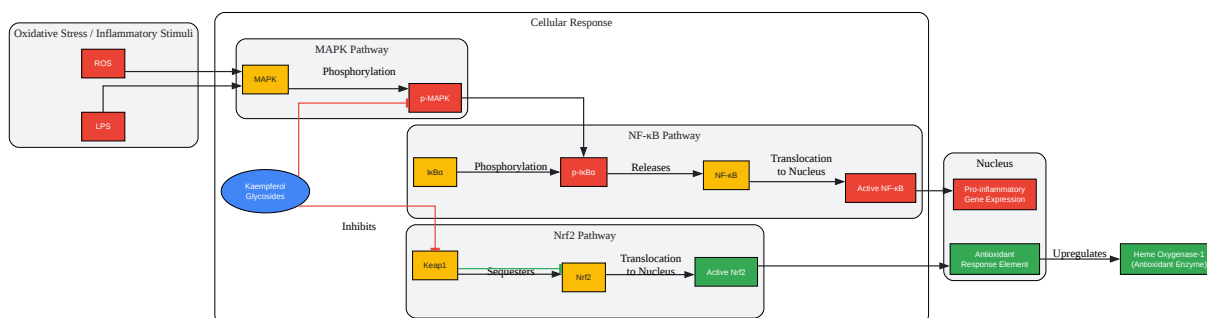 Cellular Response
Oxidative Stress / Inflammatory Stimuli
ROS
LPS
MAPK Pathway
MAPK
Phosphorylation
p-MAPK
NF-κB Pathway
IκBα
Phosphorylation
p-IκBα
Releases
NF-κB
Translocation
to Nucleus
Active NF-κB
Kaempferol
Glycosides
Inhibits
Nrf2 Pathway
Keap1
Sequesters
Nrf2
Translocation
to Nucleus
Active Nrf2
Nucleus
Pro-inflammatory
Gene Expression
Antioxidant
Response Element
Upregulates
Heme Oxygenase-1
(Antioxidant Enzyme)